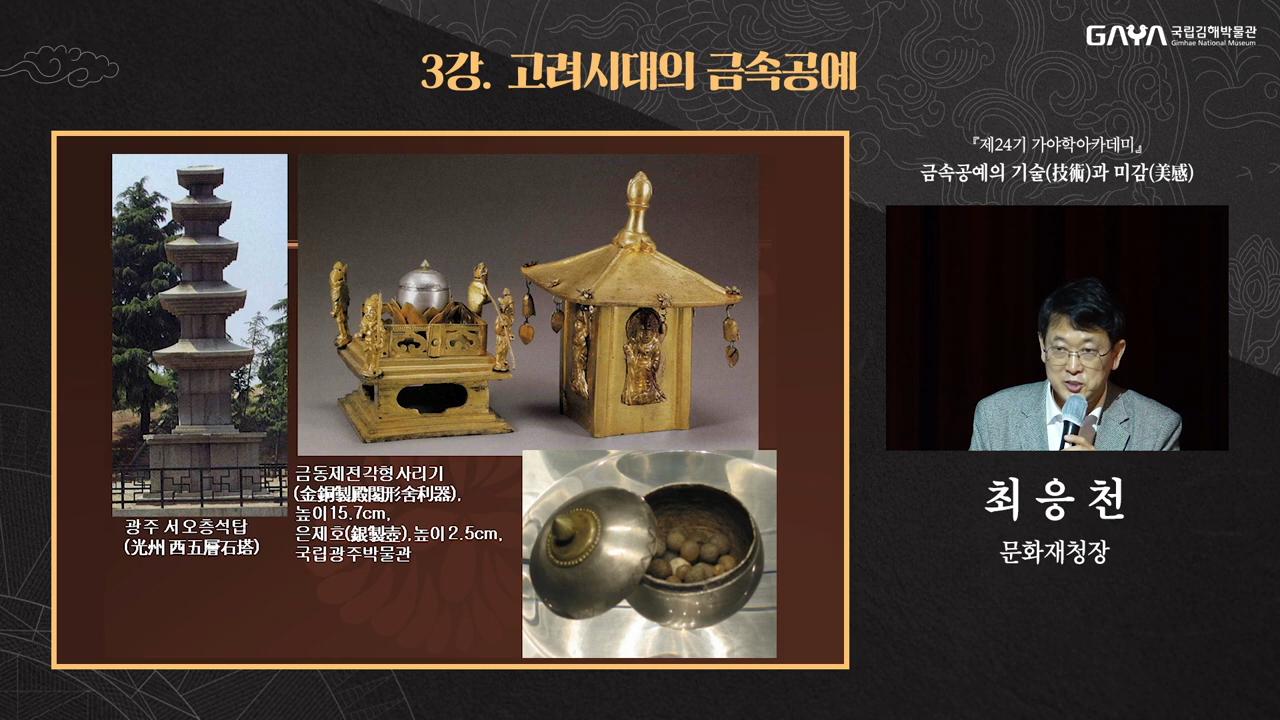 GAYA 국립김해박물관
Gimhae National Museum
3강. 고려시대의 금속공예
『제24기 가야학아카데미』
금속공예의 기술(技術)과 미감(美感)
광주 서오층석탑
(光州 西五層石塔)
금동제전각형사리기
(金銅製殿閣形舍利器),
높이15.7cm,
은제호(銀製壺),높이2.5cm,
국립광주박물관
최응천
문화재청장